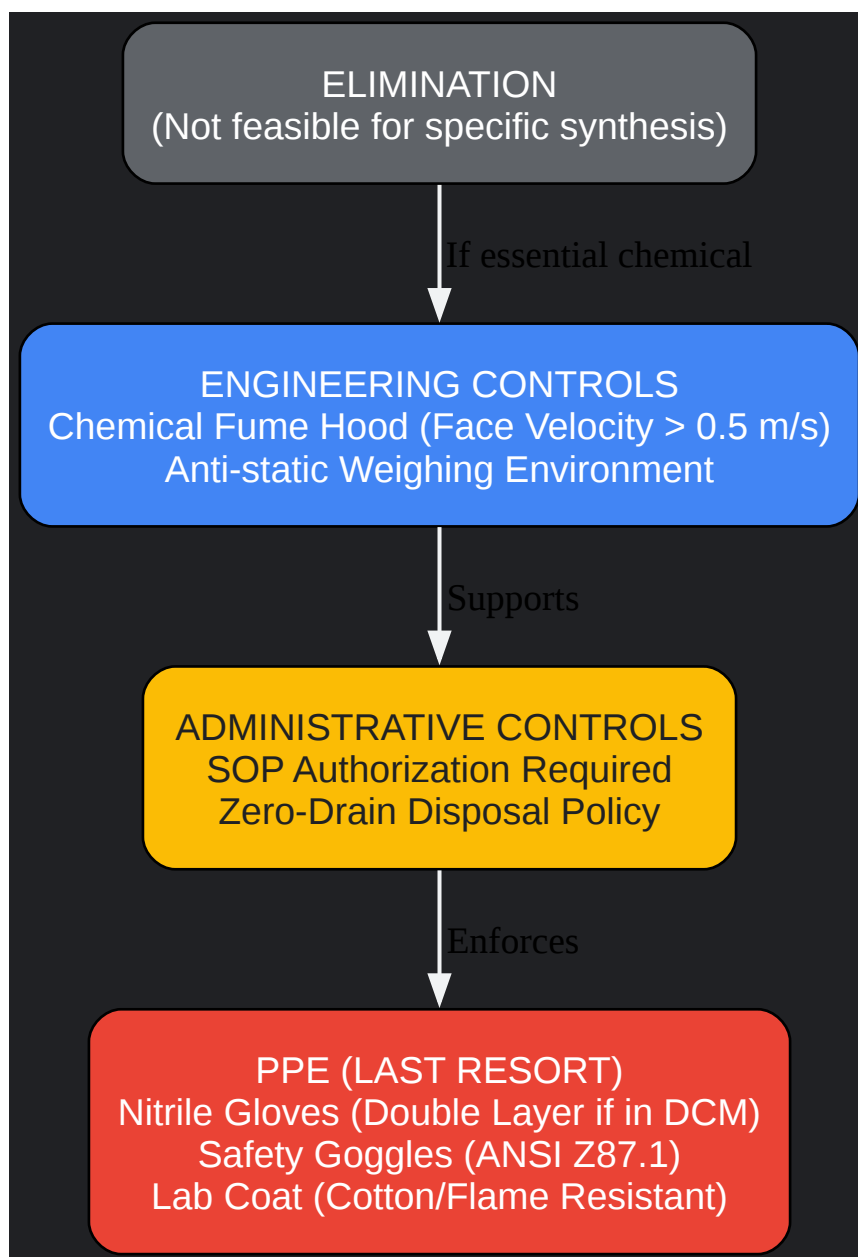 ELIMINATION
(Not feasible for specific synthesis)
If essential chemical
ENGINEERING CONTROLS
Chemical Fume Hood (Face Velocity > 0.5 m/s)
Anti-static Weighing Environment
Supports
ADMINISTRATIVE CONTROLS
SOP Authorization Required
Zero-Drain Disposal Policy
Enforces
PPE (LAST RESORT)
Nitrile Gloves (Double Layer if in DCM)
Safety Goggles (ANSI Z87.1)
Lab Coat (Cotton/Flame Resistant)